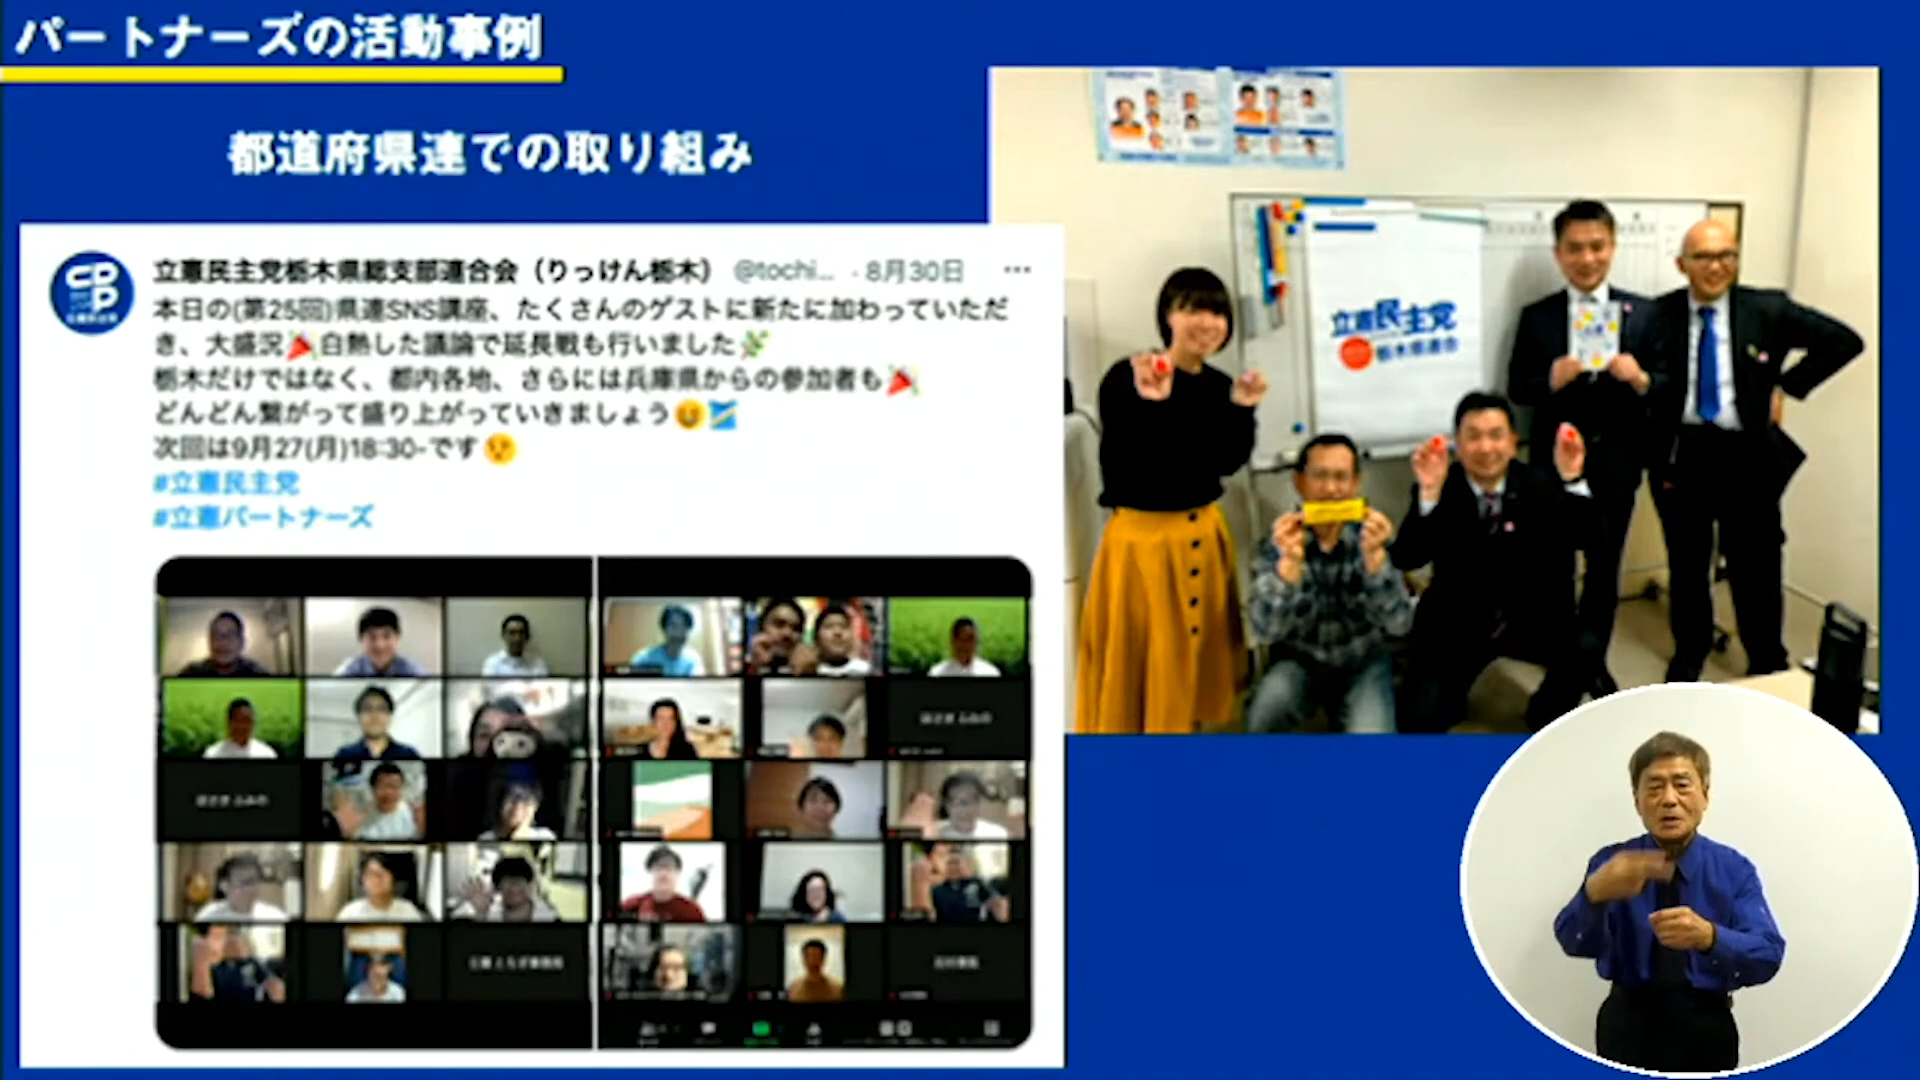 パートナーズの活動事例
都道府県連での取り組み
立憲民主党栃木県総支部連合会（りっけん栃木） @tochi... ・8月30日
本日の(第25回)県連SNS講座、たくさんのゲストに新たに加わっていただ
き、大盛況🎉白熱した議論で延長戦も行いました🌿
栃木だけではなく、都内各地、さらには兵庫県からの参加者も🎉
どんどん繋がって盛り上がっていきましょう
次回は9月27(月)18:30-です
#立憲民主党
#立憲パートナーズ
CDP
立憲民主党
栃木県連合